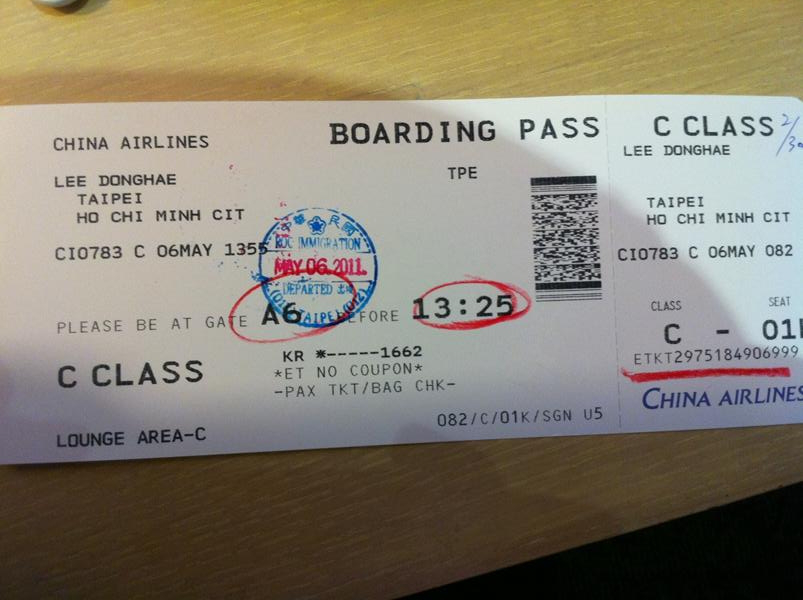 CHINA AIRLINES
BOARDING PASS
LEE DONGHAE
TPE
TAIPEI
HO CHI MINH CIT
CI0783 C 06MAY 1355
ROC IMMIGRATION
MAY 06. 2011.
DEPARTED
TAIPEI
PLEASE BE AT GATE A6 BEFORE 13:25
C CLASS
KR *-----1662
*ET NO COUPON*
-PAX TKT/BAG CHK-
LOUNGE AREA-C
082/C/01K/SGN U5
C CLASS
LEE DONGHAE
TAIPEI
HO CHI MINH CIT
CI0783 C 06MAY 082
CLASS SEAT
C - 01
ETKT2975184906999
CHINA AIRLINES